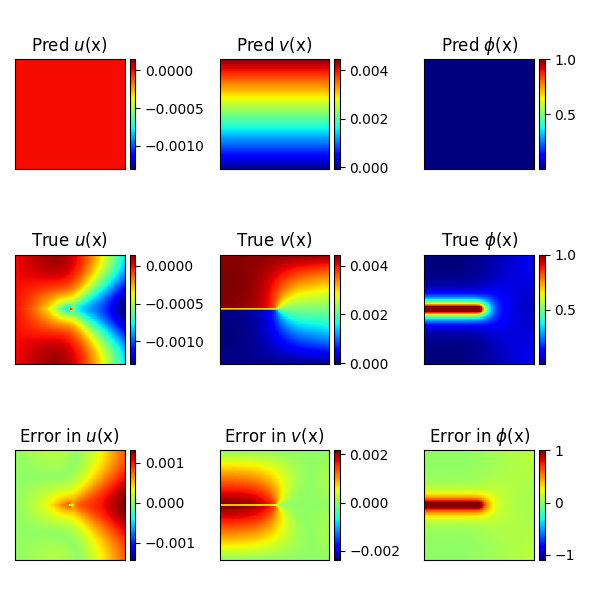 Pred u(x)
0.0000
−0.0005
−0.0010
Pred v(x)
0.004
0.002
0.000
Pred ϕ(x)
1.0
0.5
True u(x)
0.0000
−0.0005
−0.0010
True v(x)
0.004
0.002
0.000
True ϕ(x)
1.0
0.5
Error in u(x)
0.001
0.000
−0.001
Error in v(x)
0.002
0.000
−0.002
Error in ϕ(x)
1
0
−1